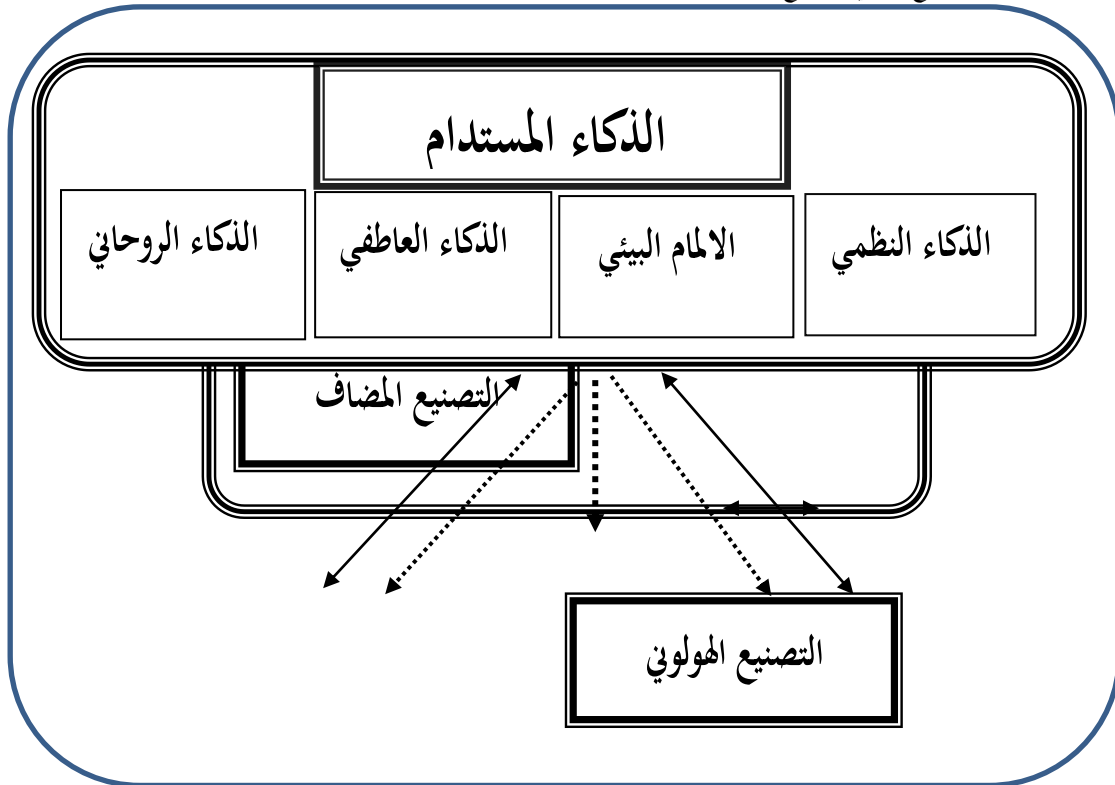 الذكاء المستدام
الذكاء النظمي
الالمام البيئي
الذكاء العاطفي
الذكاء الروحاني
التصنيع المضاف
التصنيع الهولوني